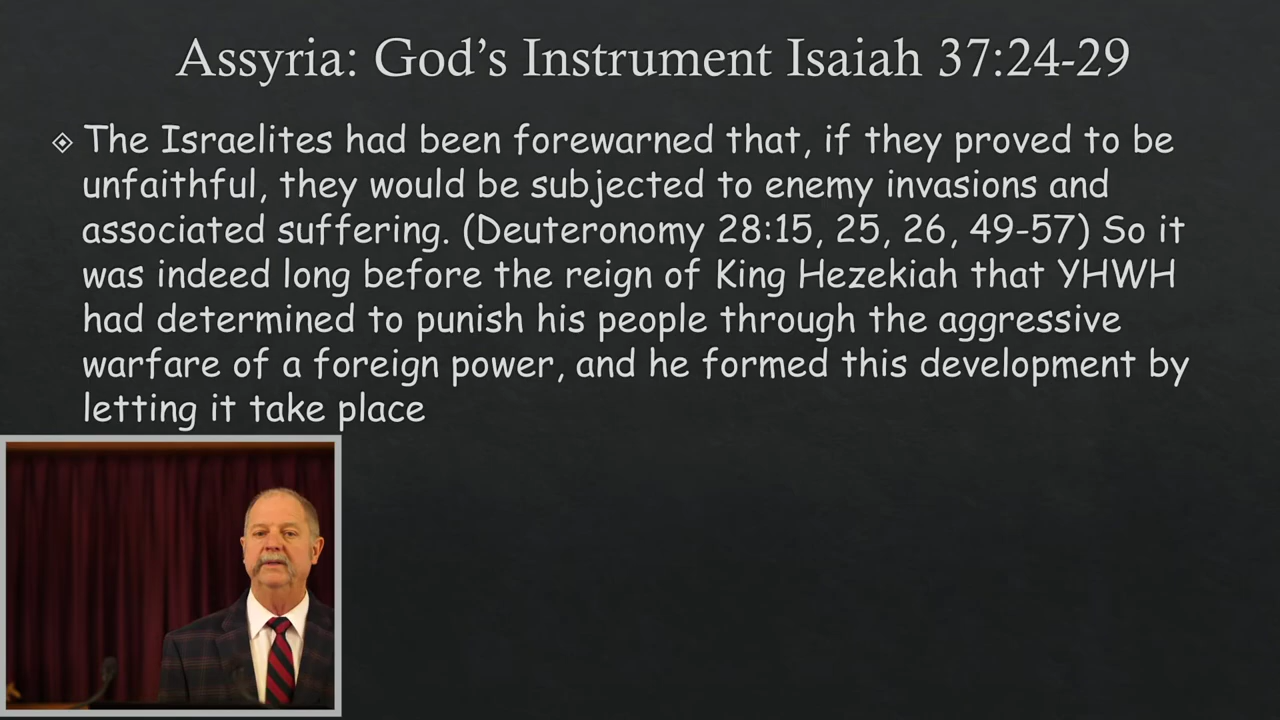 Assyria: God’s Instrument Isaiah 37:24-29
The Israelites had been forewarned that, if they proved to be
unfaithful, they would be subjected to enemy invasions and
associated suffering. (Deuteronomy 28:15, 25, 26, 49-57) So it
was indeed long before the reign of King Hezekiah that YHWH
had determined to punish his people through the aggressive
warfare of a foreign power, and he formed this development by
letting it take place